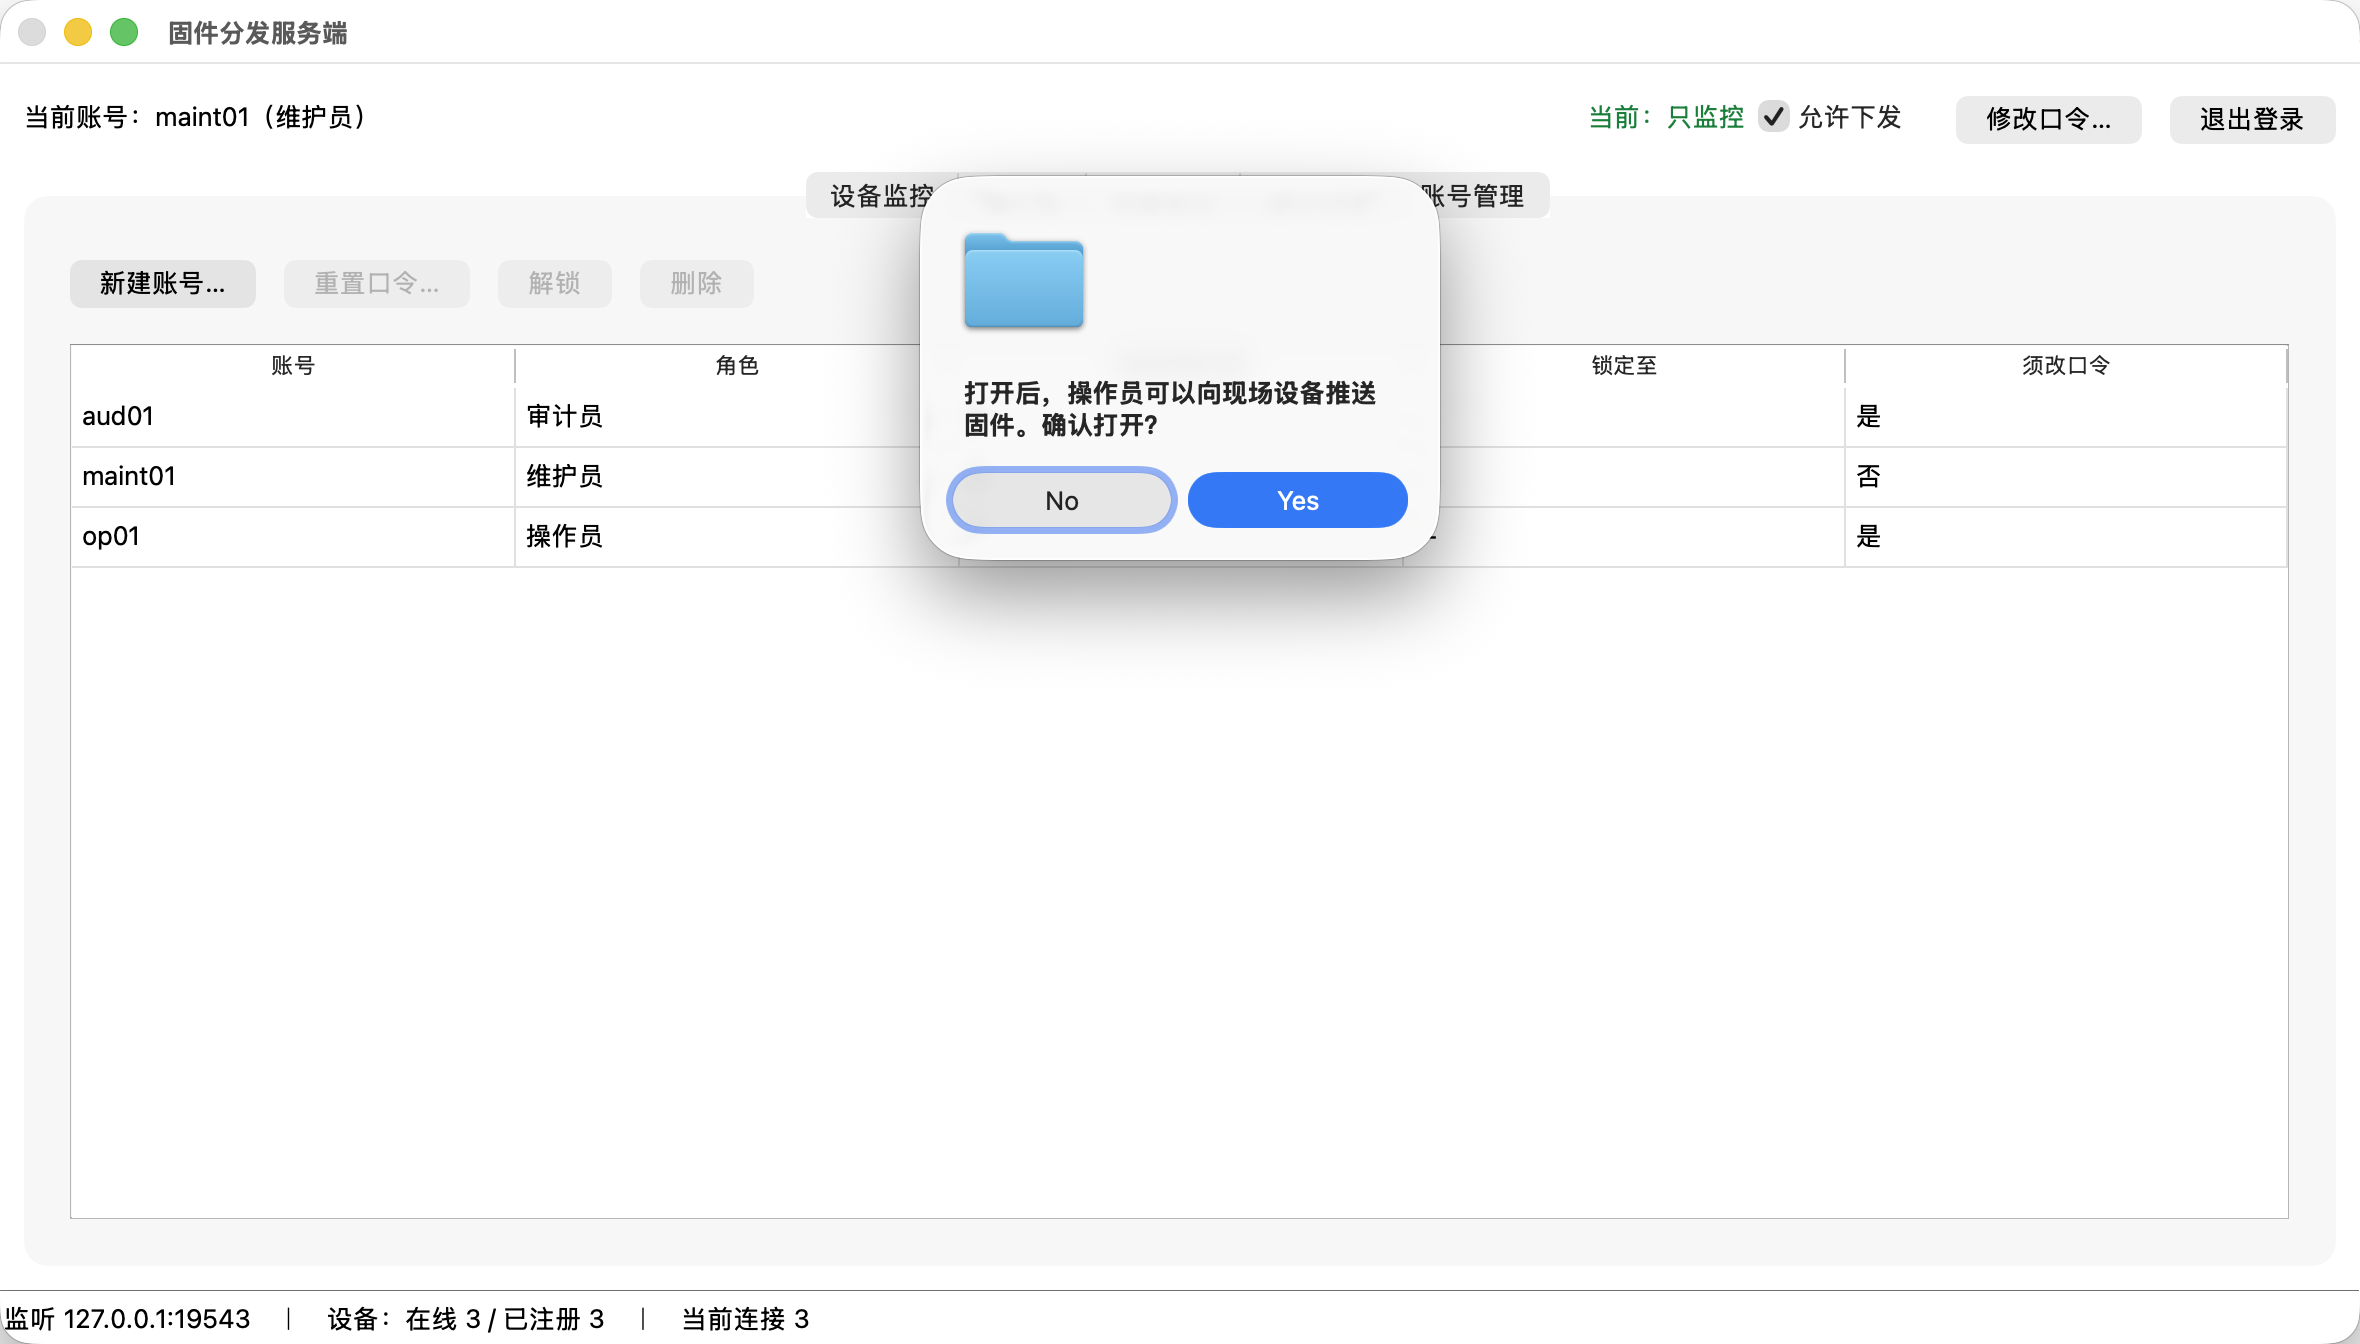 固件分发服务端
当前账号：maint01（维护员）
当前：只监控 允许下发 修改口令... 退出登录
设备监控 账号管理
新建账号... 重置口令... 解锁 删除
账号 角色 锁定至 须改口令
aud01 审计员 是
maint01 维护员 否
op01 操作员 - 是
打开后，操作员可以向现场设备推送
固件。确认打开?
No Yes
监听 127.0.0.1:19543 | 设备：在线 3 / 已注册 3 | 当前连接 3